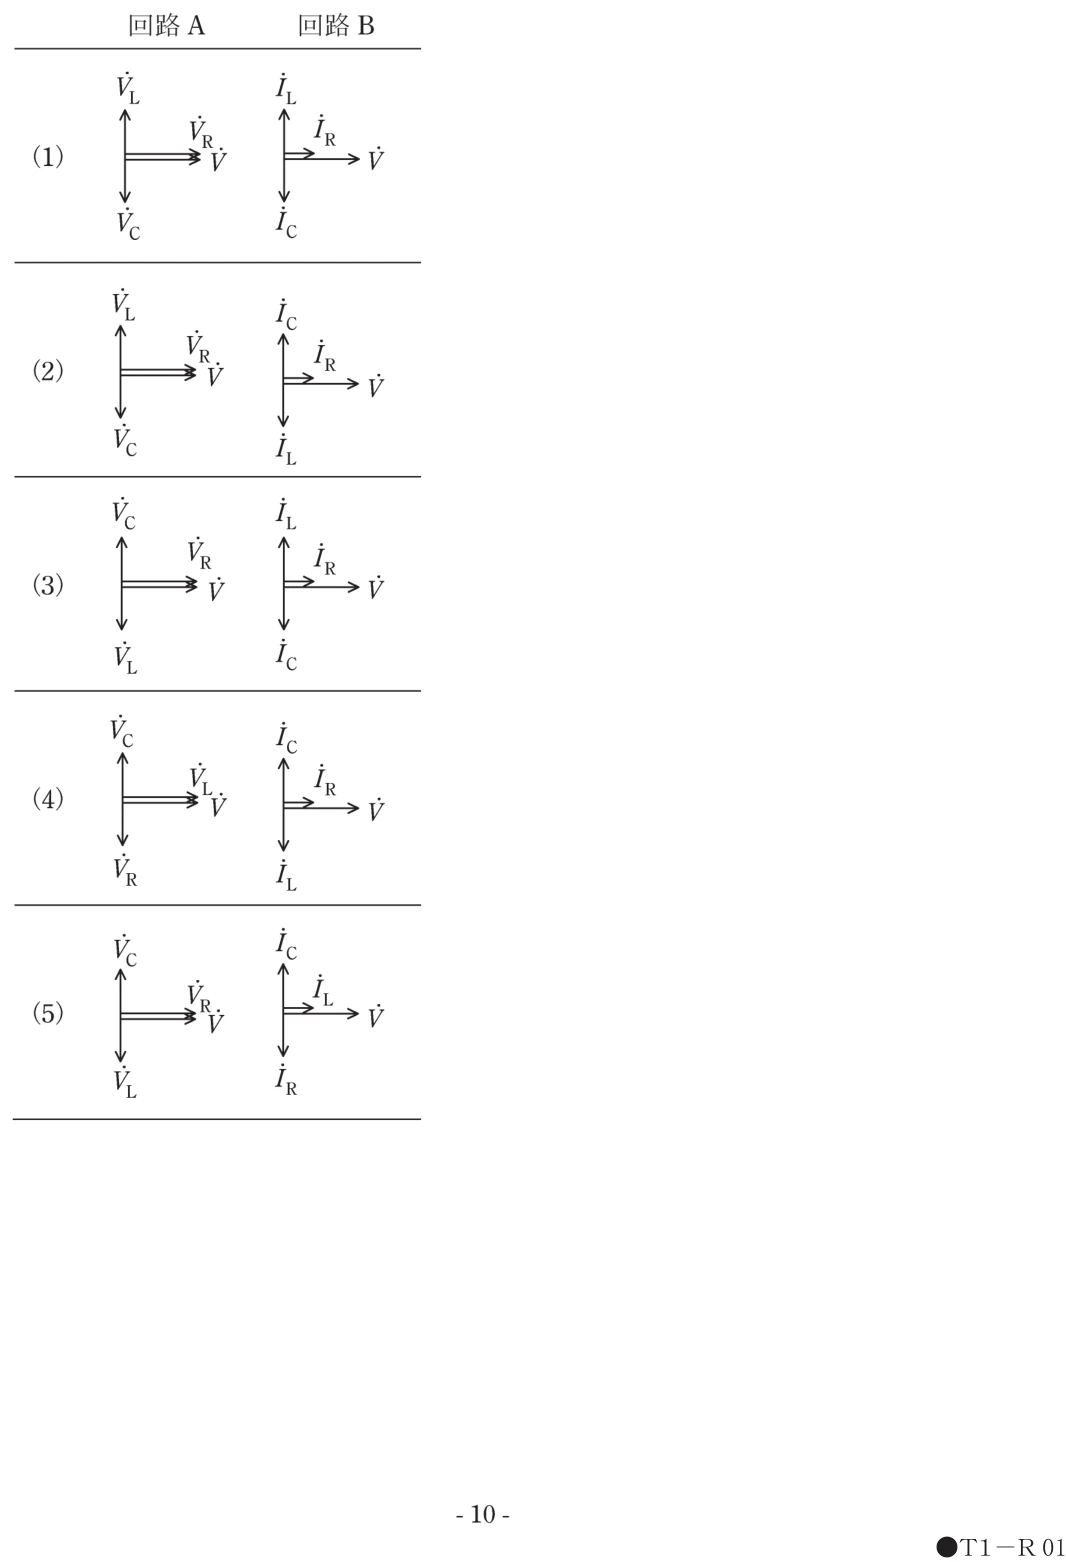 回路 A 回路 B
V̇L İL
V̇R İR
(1) V̇ V̇
V̇C İC
V̇L İC
V̇R İR
(2) V̇ V̇
V̇C İL
V̇C İL
V̇R İR
(3) V̇ V̇
V̇L İC
V̇C İC
V̇L İR
(4) V̇ V̇
V̇R İL
V̇C İC
V̇R İL
(5) V̇ V̇
V̇L İR
- 10 -
●T1－R 01